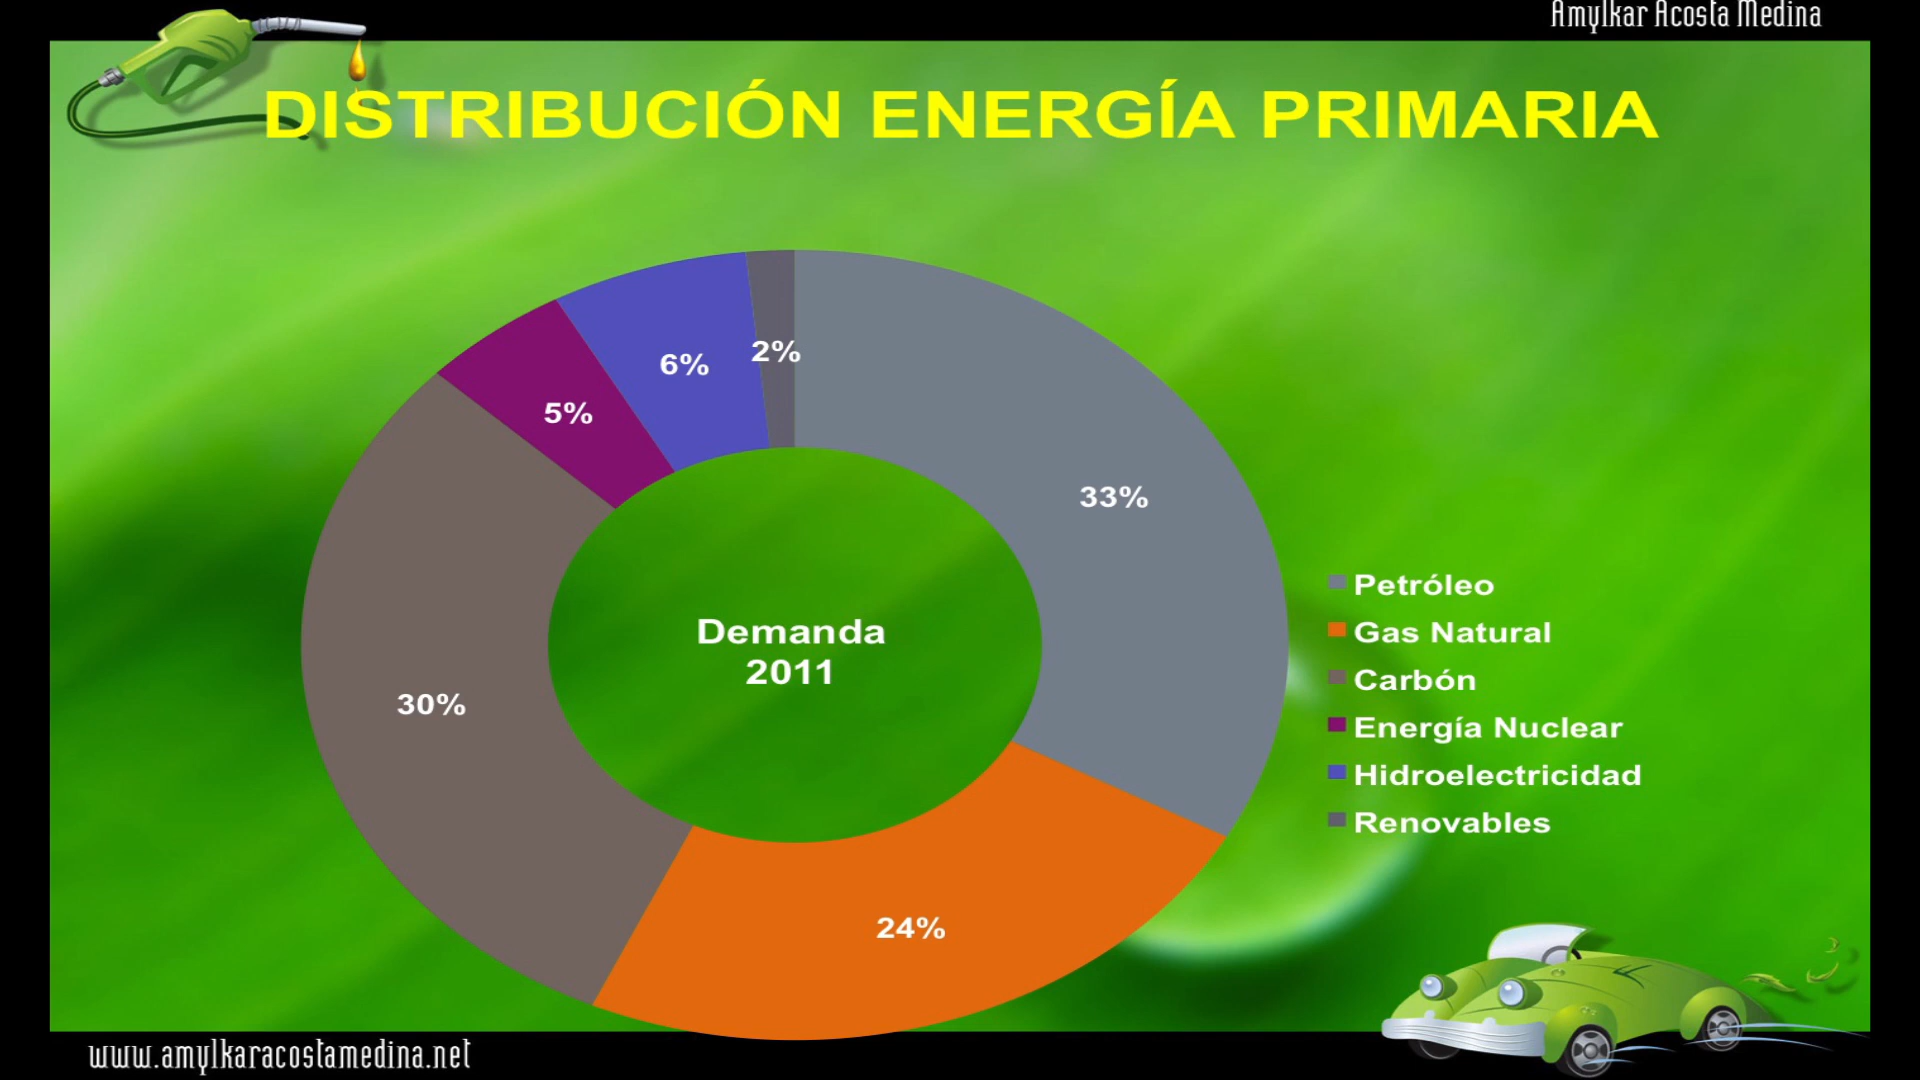 Amylkar Acosta Medina
DISTRIBUCIÓN ENERGÍA PRIMARIA
2%
6%
5%
33%
30%
24%
Demanda
2011
Petróleo
Gas Natural
Carbón
Energía Nuclear
Hidroelectricidad
Renovables
www.amylkaracostamedina.net